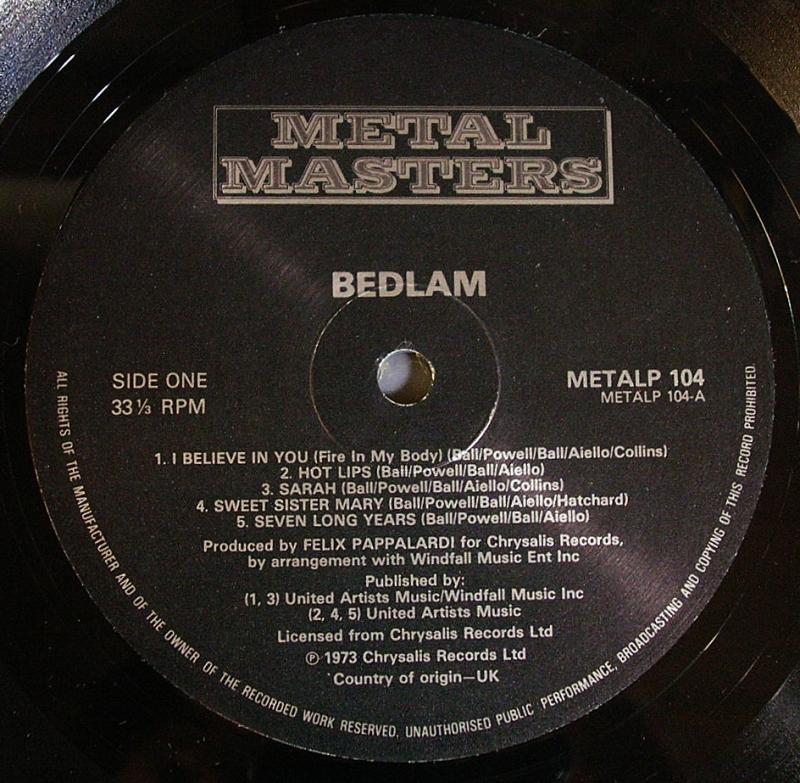 METAL
MASTERS
BEDLAM
SIDE ONE
33⅓ RPM
METALP 104
METALP 104-A
1. I BELIEVE IN YOU (Fire In My Body) (Ball/Powell/Ball/Aiello/Collins)
2. HOT LIPS (Ball/Powell/Ball/Aiello)
3. SARAH (Ball/Powell/Ball/Aiello/Collins)
4. SWEET SISTER MARY (Ball/Powell/Ball/Aiello/Hatchard)
5. SEVEN LONG YEARS (Ball/Powell/Ball/Aiello)
Produced by FELIX PAPPALARDI for Chrysalis Records,
by arrangement with Windfall Music Ent Inc
Published by:
(1, 3) United Artists Music/Windfall Music Inc
(2, 4, 5) United Artists Music
Licensed from Chrysalis Records Ltd
℗ 1973 Chrysalis Records Ltd
Country of origin—UK
ALL RIGHTS OF THE MANUFACTURER AND OF THE OWNER OF THE RECORDED WORK RESERVED. UNAUTHORISED PUBLIC PERFORMANCE, BROADCASTING AND COPYING OF THIS RECORD PROHIBITED.